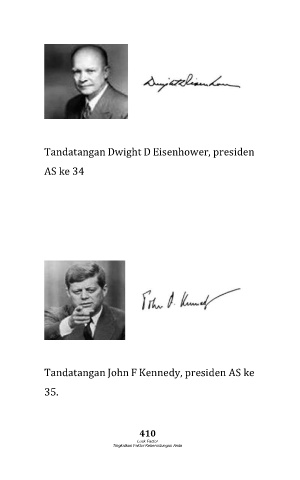 Dwight D Eisenhower
Tandatangan Dwight D Eisenhower, presiden
AS ke 34
John F. Kennedy
Tandatangan John F Kennedy, presiden AS ke
35.
410
Luck Factor
Tingkatkan Faktor Keberuntungan Anda